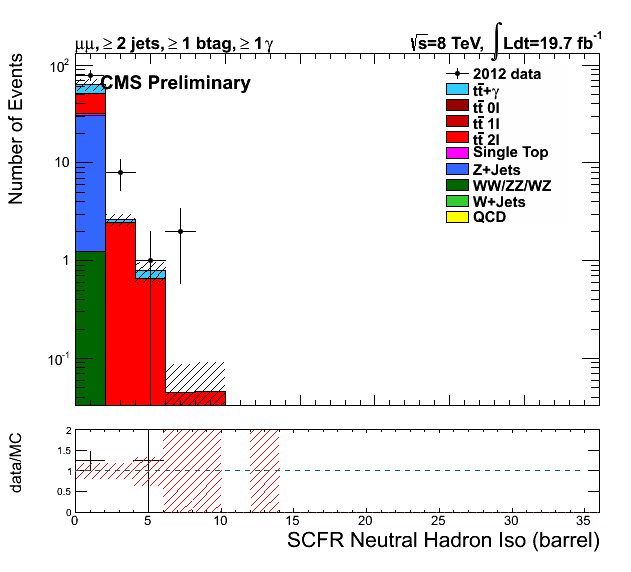 μμ, ≥ 2 jets, ≥ 1 btag, ≥ 1 γ
√s=8 TeV, ∫Ldt=19.7 fb⁻¹
CMS Preliminary
Number of Events
10²
10
1
10⁻¹
2012 data
tt̄+γ
tt̄ 0l
tt̄ 1l
tt̄ 2l
Single Top
Z+Jets
WW/ZZ/WZ
W+Jets
QCD
data/MC
2
1.5
1
0.5
0
0 5 10 15 20 25 30 35
SCFR Neutral Hadron Iso (barrel)